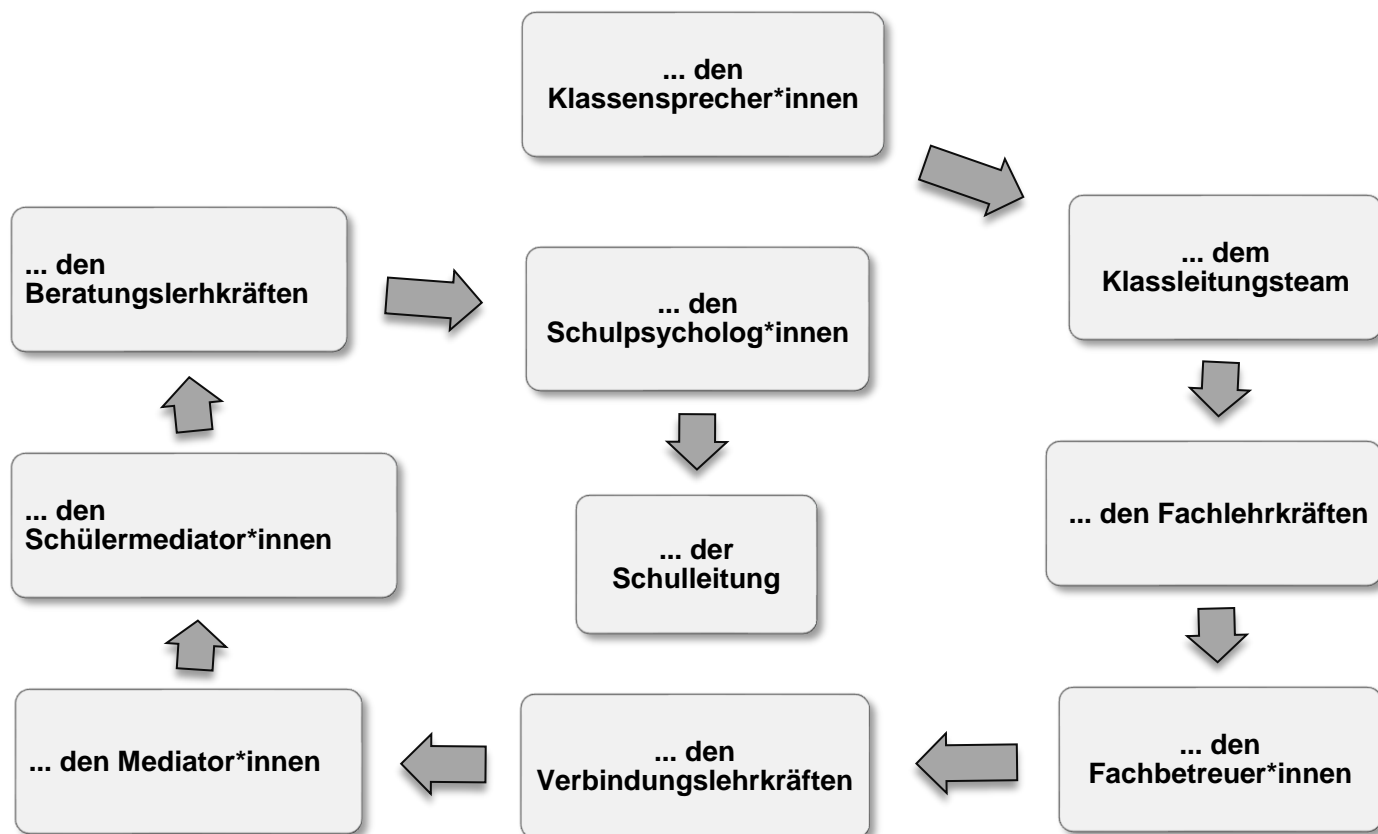 ... den
Klassensprecher*innen
... dem
Klassleitungsteam
... den Fachlehrkräften
... den
Fachbetreuer*innen
... den
Verbindungslehrkräften
... den Mediator*innen
... den
Schülermediator*innen
... den
Beratungslerhkräften
... den
Schulpsycholog*innen
... der
Schulleitung